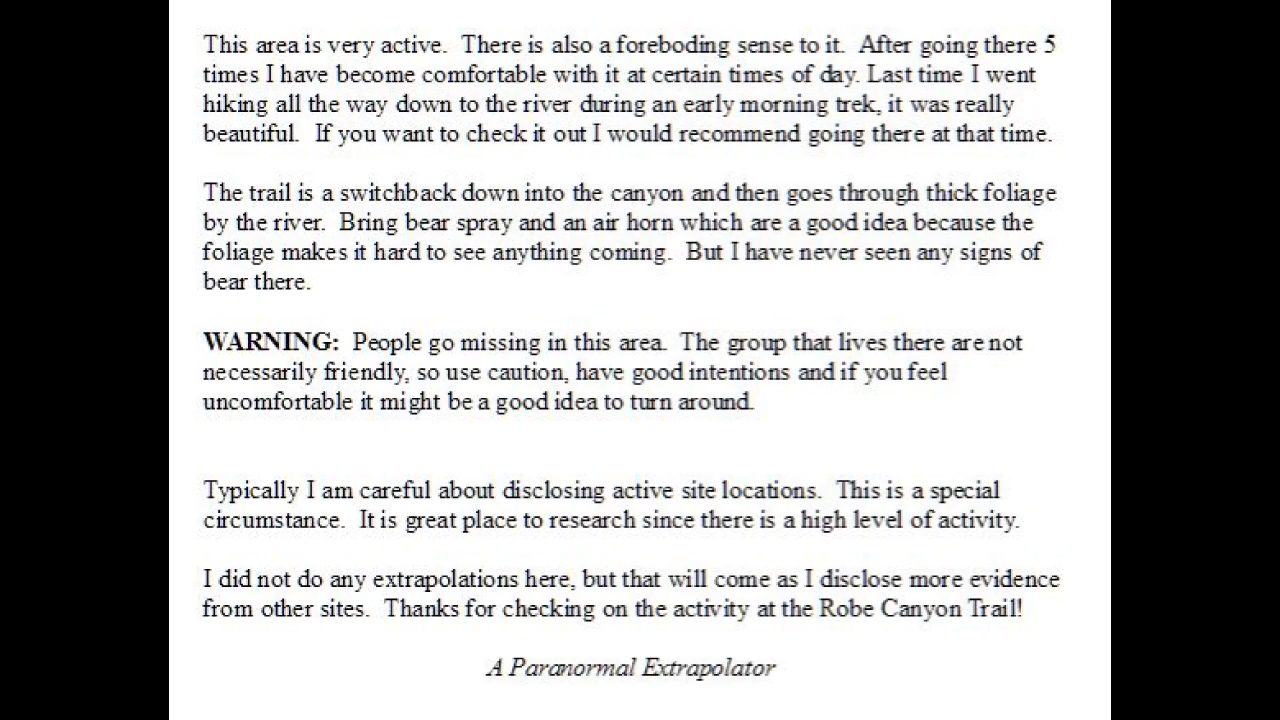 This area is very active.  There is also a foreboding sense to it.  After going there 5
times I have become comfortable with it at certain times of day. Last time I went
hiking all the way down to the river during an early morning trek, it was really
beautiful.  If you want to check it out I would recommend going there at that time.
The trail is a switchback down into the canyon and then goes through thick foliage
by the river.  Bring bear spray and an air horn which are a good idea because the
foliage makes it hard to see anything coming.  But I have never seen any signs of
bear there.
WARNING:  People go missing in this area.  The group that lives there are not
necessarily friendly, so use caution, have good intentions and if you feel
uncomfortable it might be a good idea to turn around.
Typically I am careful about disclosing active site locations.  This is a special
circumstance.  It is great place to research since there is a high level of activity.
I did not do any extrapolations here, but that will come as I disclose more evidence
from other sites.  Thanks for checking on the activity at the Robe Canyon Trail!
A Paranormal Extrapolator